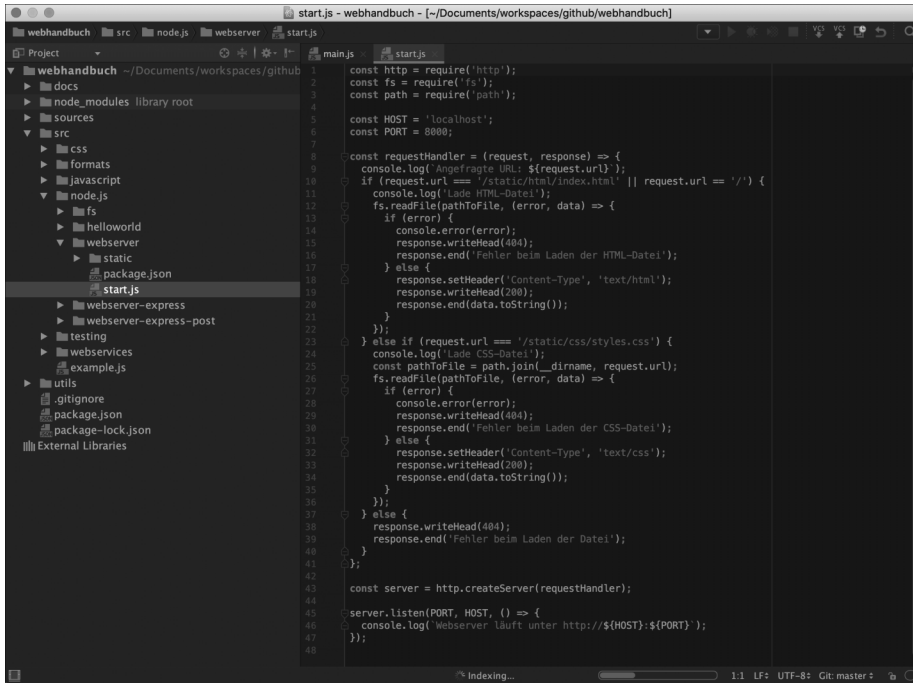 start.js - webhandbuch - [~/Documents/workspaces/github/webhandbuch]
webhandbuch src node.js webserver start.js
VCS VCS
Project
main.js start.js
webhandbuch ~/Documents/workspaces/github
docs
node_modules library root
sources
src
css
formats
javascript
node.js
fs
helloworld
webserver
static
package.json
start.js
webserver-express
webserver-express-post
testing
webservices
example.js
utils
.gitignore
package.json
package-lock.json
External Libraries
1 const http = require('http');
2 const fs = require('fs');
3 const path = require('path');
4
5 const HOST = 'localhost';
6 const PORT = 8000;
7
8 const requestHandler = (request, response) => {
9 console.log(`Angefragte URL: ${request.url}`);
10 if (request.url === '/static/html/index.html' || request.url == '/') {
11 console.log('Lade HTML-Datei');
12 fs.readFile(pathToFile, (error, data) => {
13 if (error) {
14 console.error(error);
15 response.writeHead(404);
16 response.end('Fehler beim Laden der HTML-Datei');
17 } else {
18 response.setHeader('Content-Type', 'text/html');
19 response.writeHead(200);
20 response.end(data.toString());
21 }
22 });
23 } else if (request.url === '/static/css/styles.css') {
24 console.log('Lade CSS-Datei');
25 const pathToFile = path.join(__dirname, request.url);
26 fs.readFile(pathToFile, (error, data) => {
27 if (error) {
28 console.error(error);
29 response.writeHead(404);
30 response.end('Fehler beim Laden der CSS-Datei');
31 } else {
32 response.setHeader('Content-Type', 'text/css');
33 response.writeHead(200);
34 response.end(data.toString());
35 }
36 });
37 } else {
38 response.writeHead(404);
39 response.end('Fehler beim Laden der Datei');
40 }
41 };
42
43 const server = http.createServer(requestHandler);
44
45 server.listen(PORT, HOST, () => {
46 console.log(`Webserver läuft unter http://${HOST}:${PORT}`);
47 });
48
Indexing... 1:1 LF UTF-8 Git: master